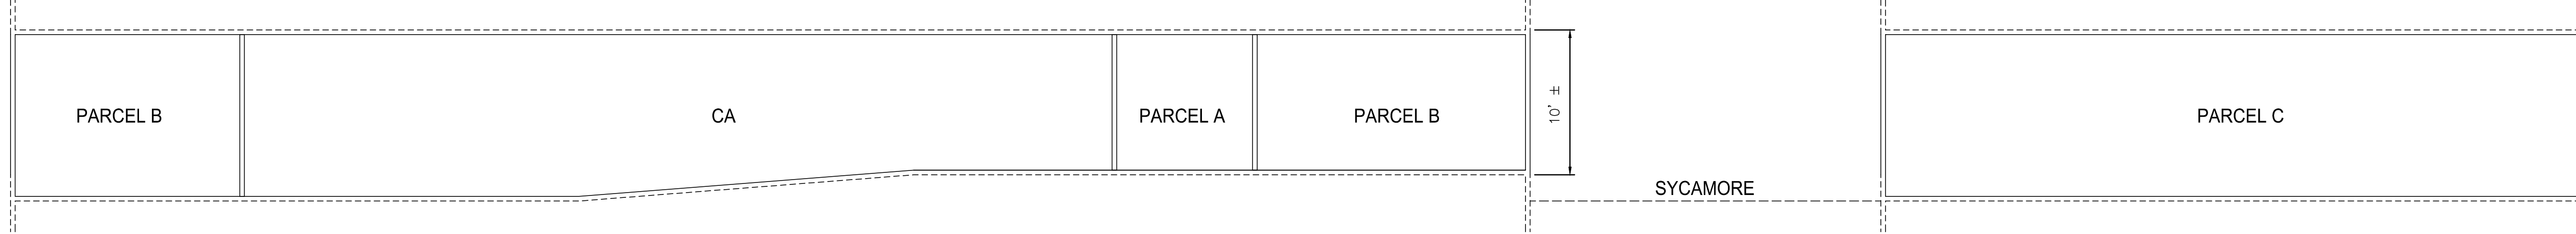 PARCEL B
CA
PARCEL A
PARCEL B
10' ±
SYCAMORE
PARCEL C